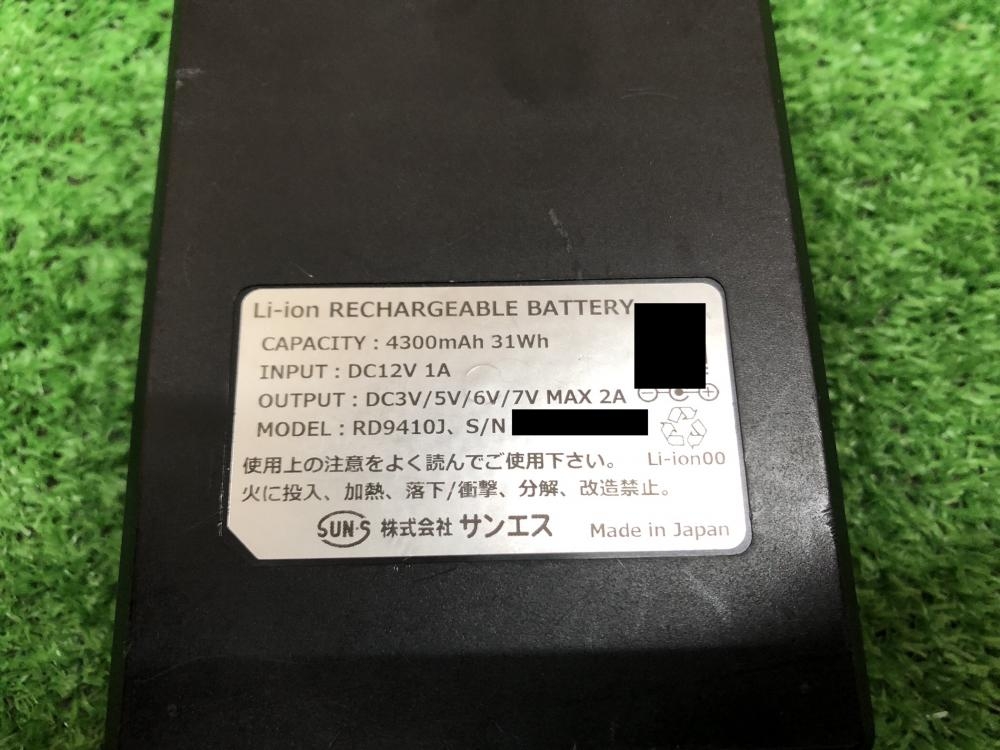 Li-ion RECHARGEABLE BATTERY
CAPACITY : 4300mAh 31Wh
INPUT : DC12V 1A
OUTPUT : DC3V/5V/6V/7V MAX 2A
MODEL : RD9410J、S/N
使用上の注意をよく読んでご使用下さい。 Li-ion00
火に投入、加熱、落下/衝撃、分解、改造禁止。
SUN·S 株式会社 サンエス Made in Japan